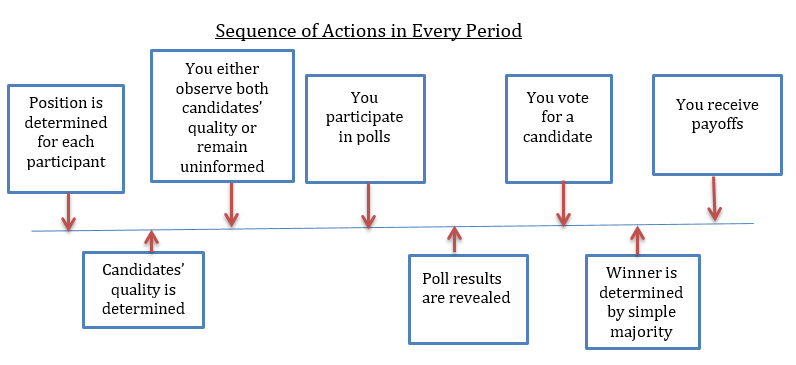 Sequence of Actions in Every Period
Position is
determined
for each
participant
Candidates’
quality is
determined
You either
observe both
candidates’
quality or
remain
uninformed
You
participate
in polls
Poll results
are revealed
You vote
for a
candidate
Winner is
determined
by simple
majority
You receive
payoffs